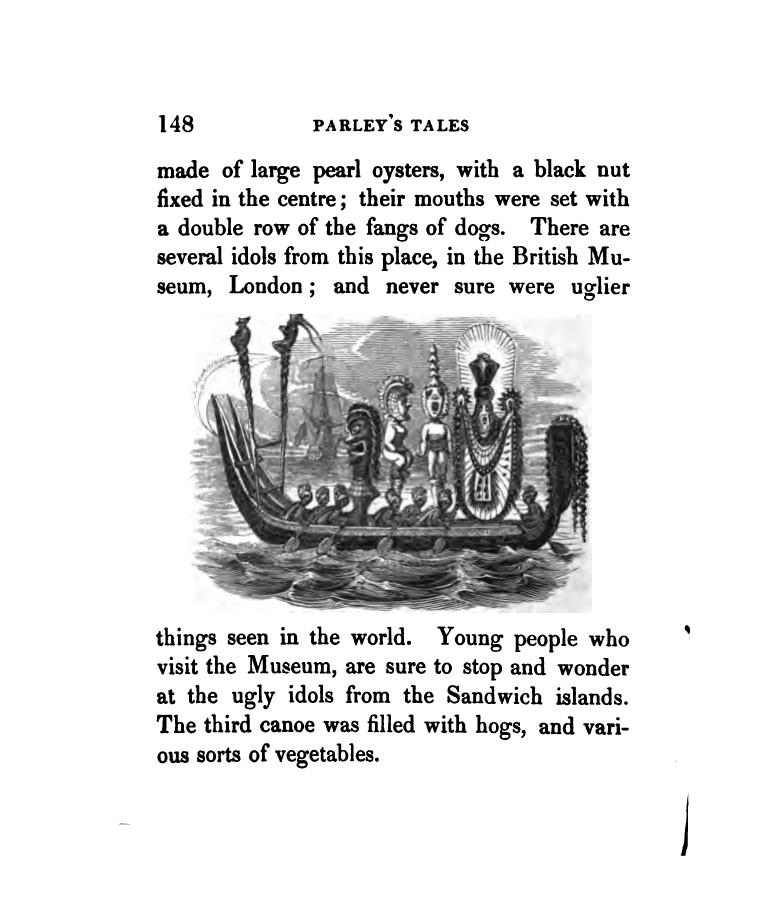 148 PARLEY'S TALES
made of large pearl oysters, with a black nut
fixed in the centre; their mouths were set with
a double row of the fangs of dogs. There are
several idols from this place, in the British Mu-
seum, London; and never sure were uglier
things seen in the world. Young people who
visit the Museum, are sure to stop and wonder
at the ugly idols from the Sandwich islands.
The third canoe was filled with hogs, and vari-
ous sorts of vegetables.